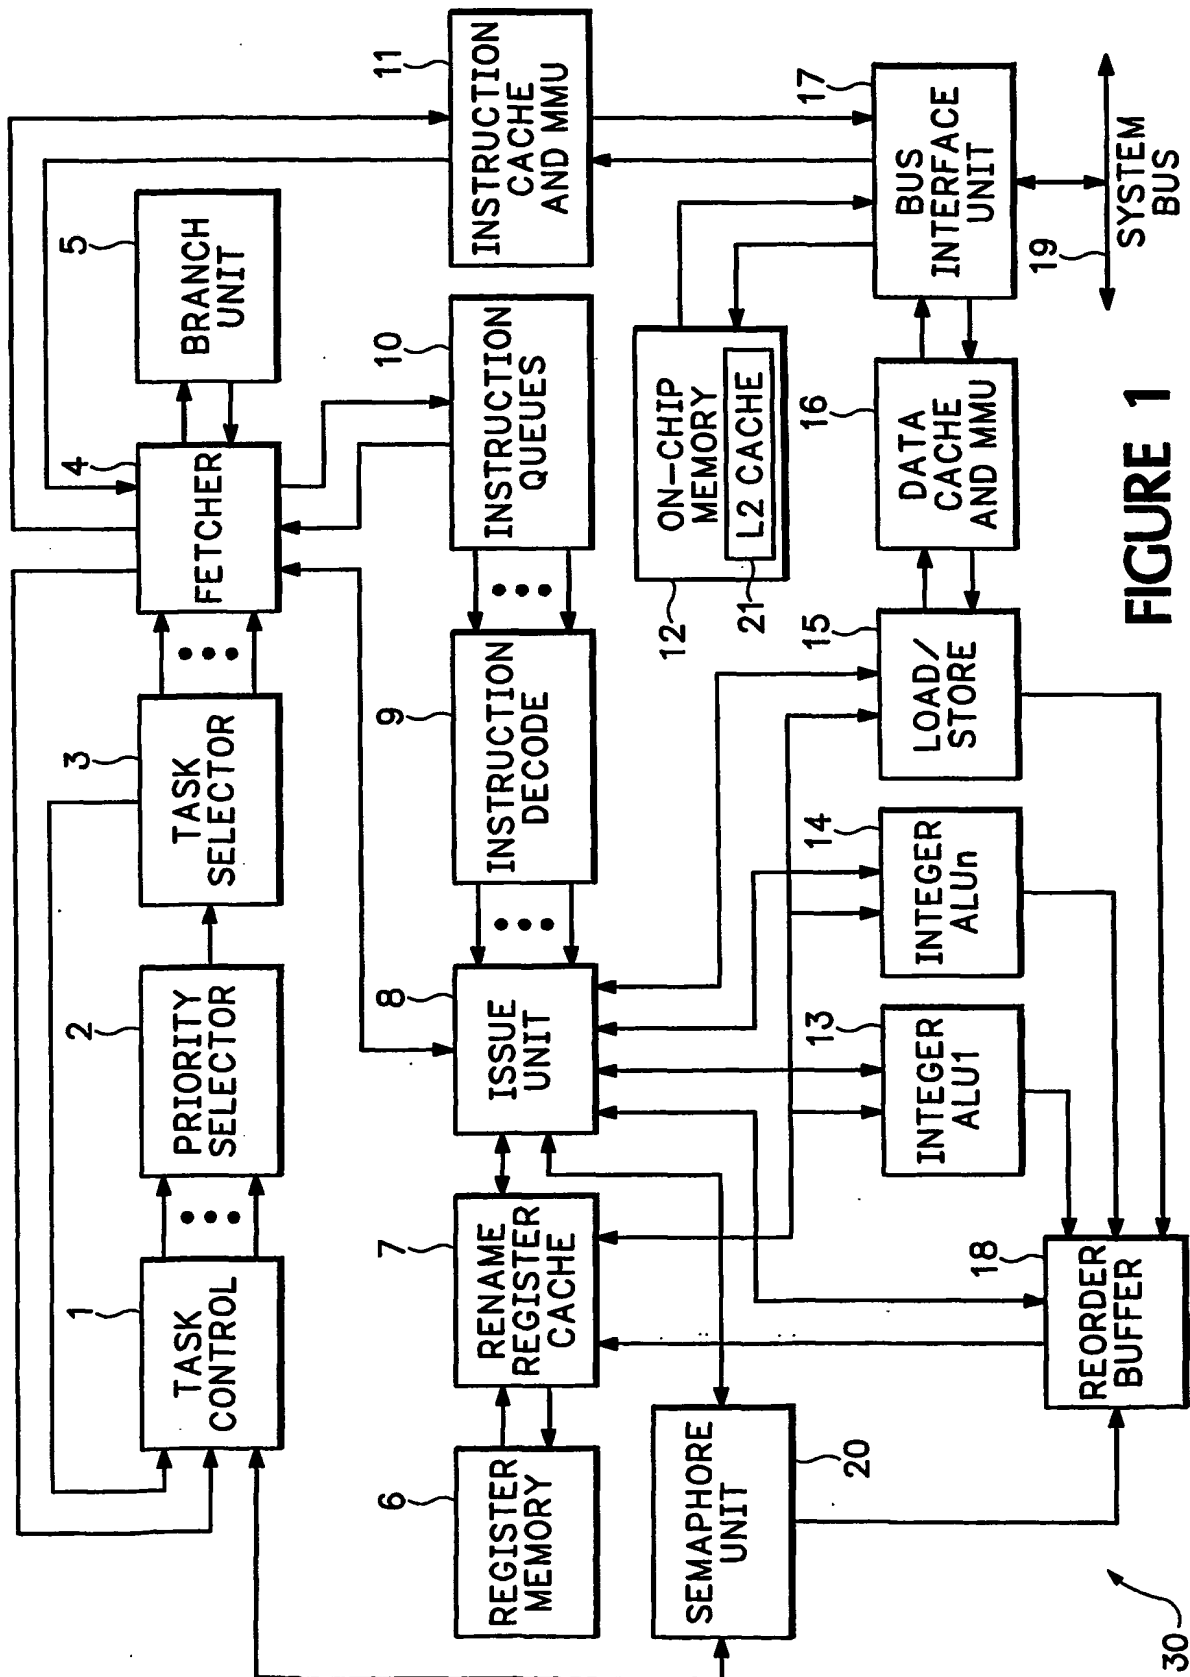 1
TASK
CONTROL
2
PRIORITY
SELECTOR
3
TASK
SELECTOR
4
FETCHER
5
BRANCH
UNIT
6
REGISTER
MEMORY
7
RENAME
REGISTER
CACHE
8
ISSUE
UNIT
9
INSTRUCTION
DECODE
10
INSTRUCTION
QUEUES
11
INSTRUCTION
CACHE
AND MMU
SEMAPHORE
UNIT
20
12
ON-CHIP
MEMORY
L2 CACHE
21
18
REORDER
BUFFER
13
INTEGER
ALU1
14
INTEGER
ALUn
15
LOAD/
STORE
16
DATA
CACHE
AND MMU
17
BUS
INTERFACE
UNIT
19
SYSTEM
BUS
30
FIGURE 1